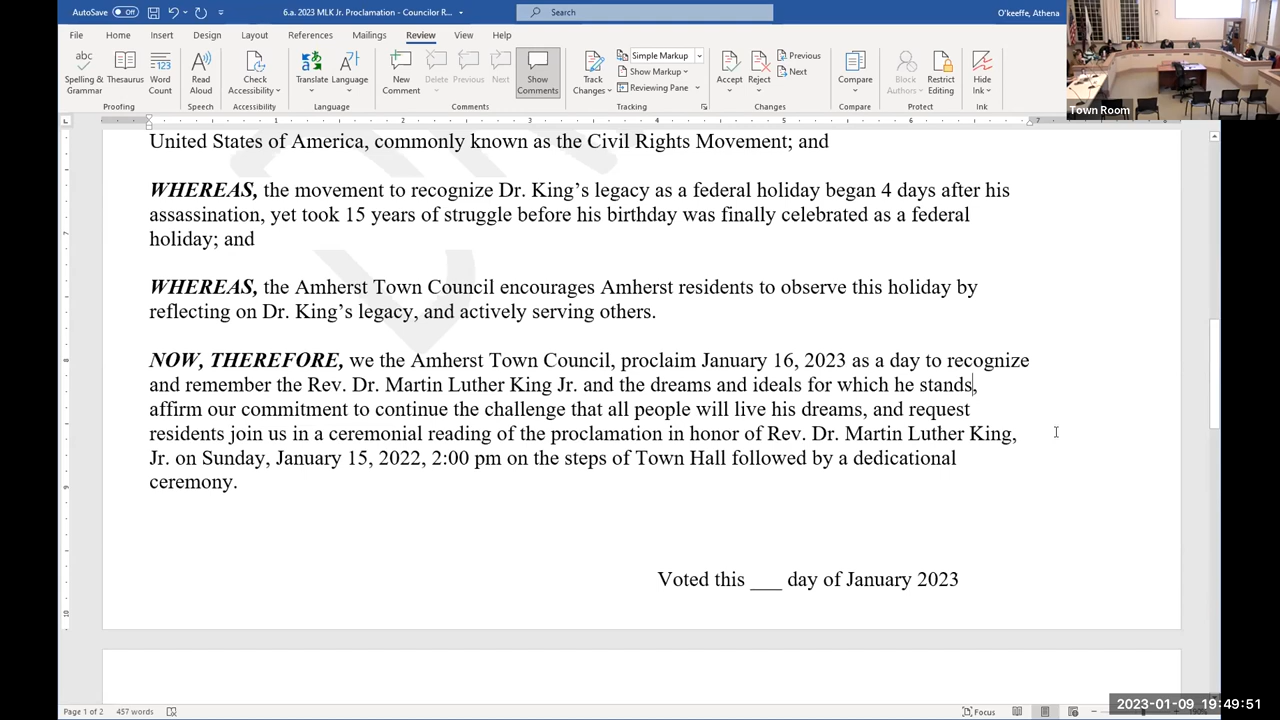 AutoSave Off 6.a. 2023 MLK Jr. Proclamation - Councilor R... Search O'keeffe, Athena
File Home Insert Design Layout References Mailings Review View Help
Spelling & Grammar Thesaurus Word Count Read Aloud Check Accessibility Translate Language New Comment Delete Previous Next Show Comments Track Changes Simple Markup Show Markup Reviewing Pane Accept Reject Previous Next Compare Block Authors Restrict Editing Hide Ink
Proofing Speech Accessibility Language Comments Tracking Changes Compare Protect Ink
Town Room
United States of America, commonly known as the Civil Rights Movement; and
WHEREAS, the movement to recognize Dr. King's legacy as a federal holiday began 4 days after his
assassination, yet took 15 years of struggle before his birthday was finally celebrated as a federal
holiday; and
WHEREAS, the Amherst Town Council encourages Amherst residents to observe this holiday by
reflecting on Dr. King's legacy, and actively serving others.
NOW, THEREFORE, we the Amherst Town Council, proclaim January 16, 2023 as a day to recognize
and remember the Rev. Dr. Martin Luther King Jr. and the dreams and ideals for which he stands,
affirm our commitment to continue the challenge that all people will live his dreams, and request
residents join us in a ceremonial reading of the proclamation in honor of Rev. Dr. Martin Luther King,
Jr. on Sunday, January 15, 2022, 2:00 pm on the steps of Town Hall followed by a dedicational
ceremony.
Voted this ___ day of January 2023
Page 1 of 2 457 words Focus
2023-01-09 19:49:51